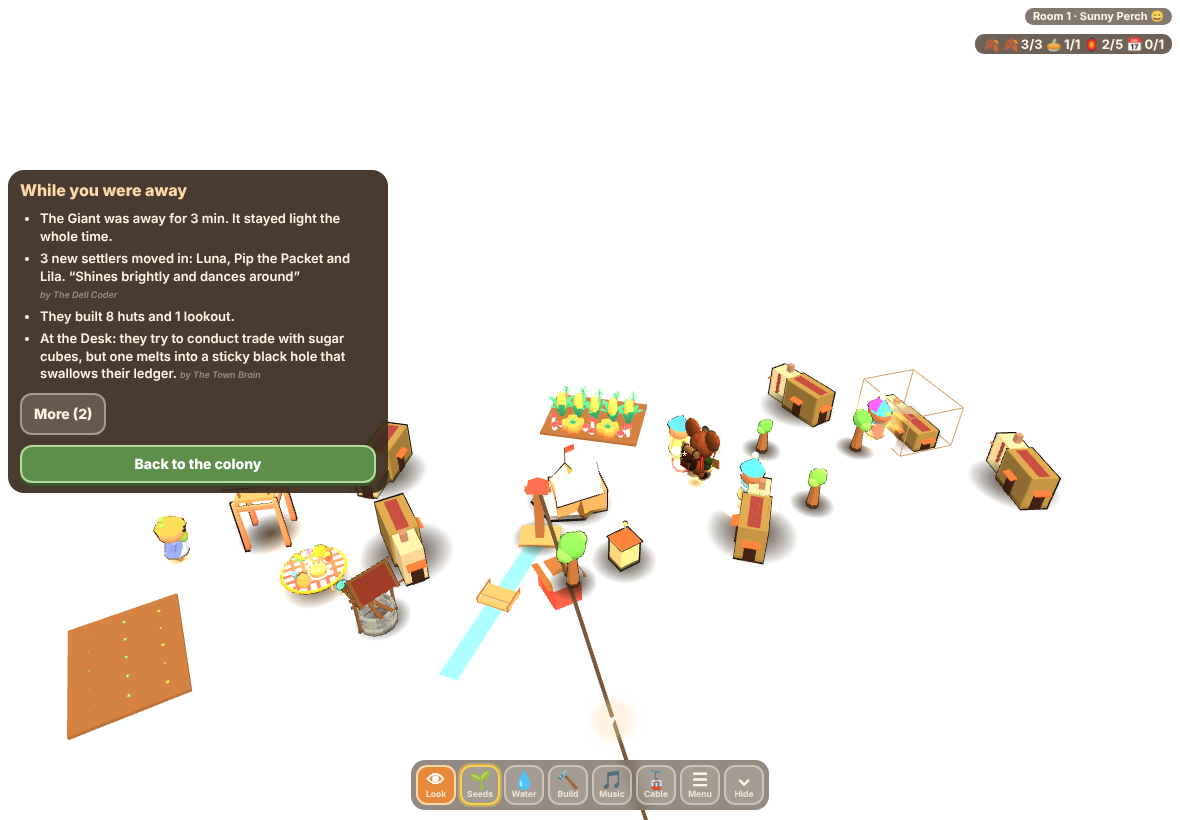 Room 1 · Sunny Perch 😀
🍂 🍂 3/3 🥧 1/1 🏮 2/5 📅 0/1
While you were away
• The Giant was away for 3 min. It stayed light the
whole time.
• 3 new settlers moved in: Luna, Pip the Packet and
Lila. “Shines brightly and dances around”
by The Dell Coder
• They built 8 huts and 1 lookout.
• At the Desk: they try to conduct trade with sugar
cubes, but one melts into a sticky black hole that
swallows their ledger. by The Town Brain
More (2)
Back to the colony
Look Seeds Water Build Music Cable Menu Hide